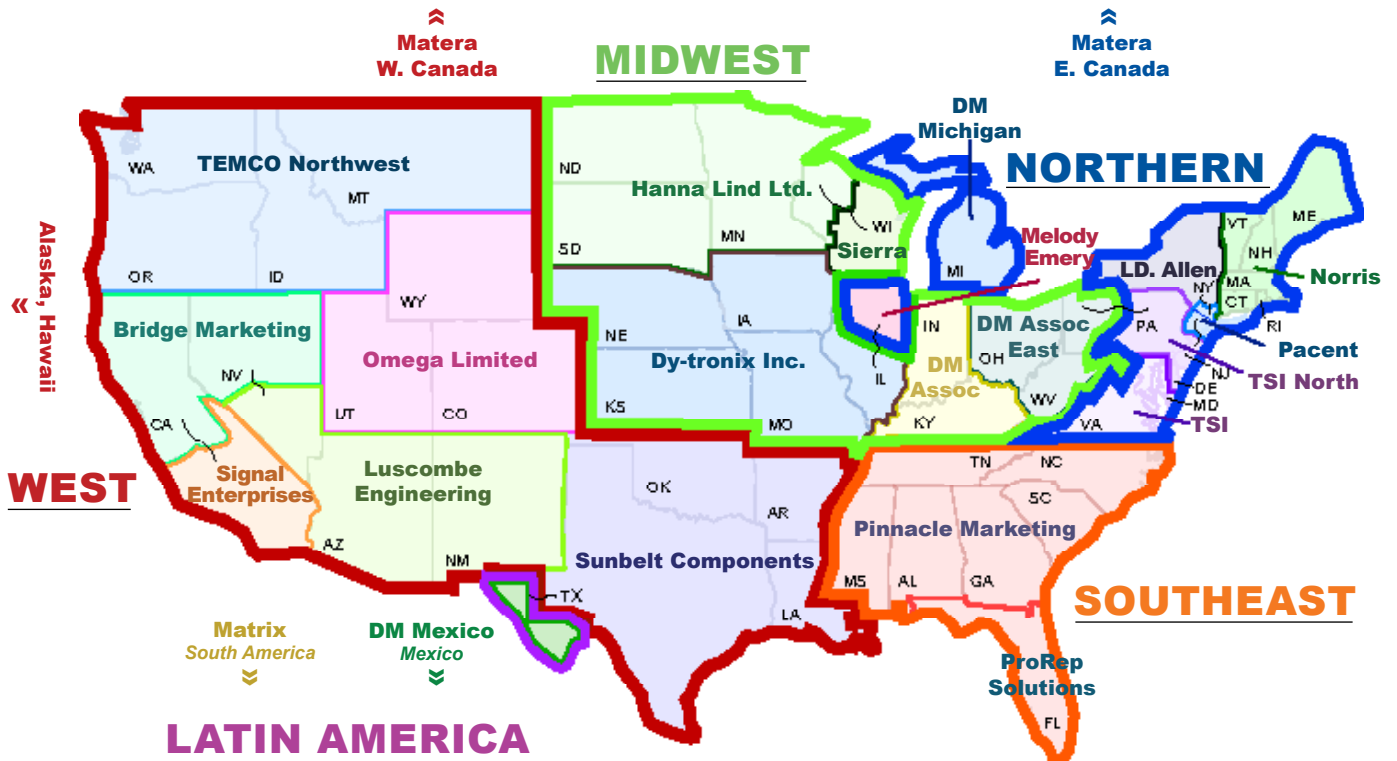 «
Matera
W. Canada
«
Matera
E. Canada
MIDWEST
DM
Michigan
NORTHERN
WA
TEMCO Northwest
MT
OR
ID
ND
Hanna Lind Ltd.
SD
MN
WI
Sierra
MI
Melody
Emery
LD. Allen
VT
ME
NH
MA
CT
RI
NY
Norris
Alaska, Hawaii
«
Bridge Marketing
NV
CA
WY
Omega Limited
UT
CO
NE
IA
Dy-tronix Inc.
KS
MO
IL
IN
DM
Assoc
KY
DM Assoc
East
OH
WV
PA
Pacent
NJ
TSI North
DE
MD
TSI
VA
WEST
Signal
Enterprises
Luscombe
Engineering
AZ
NM
OK
AR
Sunbelt Components
TX
LA
TN
NC
SC
Pinnacle Marketing
MS
AL
GA
SOUTHEAST
ProRep
Solutions
FL
Matrix
South America
«
DM Mexico
Mexico
«
LATIN AMERICA